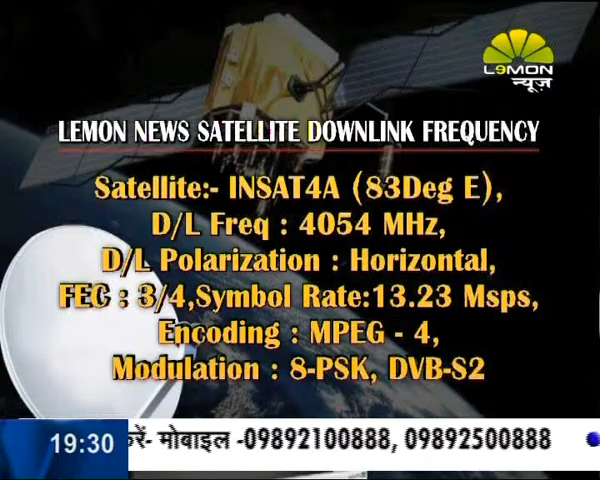 L9MON
न्यूज़
LEMON NEWS SATELLITE DOWNLINK FREQUENCY
Satellite:- INSAT4A (83Deg E),
D/L Freq : 4054 MHz,
D/L Polarization : Horizontal,
FEC : 3/4,Symbol Rate:13.23 Msps,
Encoding : MPEG - 4,
Modulation : 8-PSK, DVB-S2
19:30 करें- मोबाइल -09892100888, 09892500888